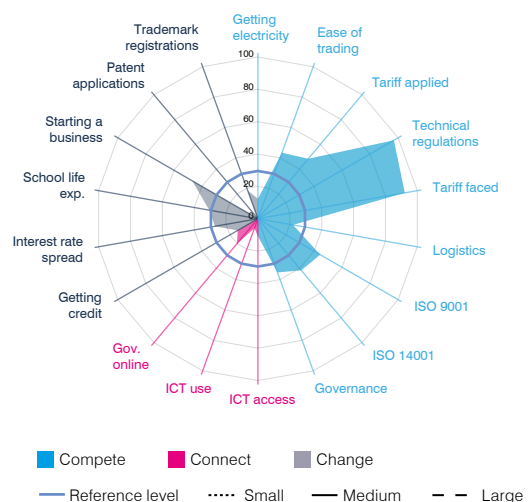 Getting
electricity
Ease of
trading
Tariff applied
Technical
regulations
Tariff faced
Logistics
ISO 9001
ISO 14001
Governance
ICT access
ICT use
Gov.
online
Getting
credit
Interest rate
spread
School life
exp.
Starting a
business
Patent
applications
Trademark
registrations
100
80
60
40
20
0
Compete Connect Change
Reference level Small Medium Large